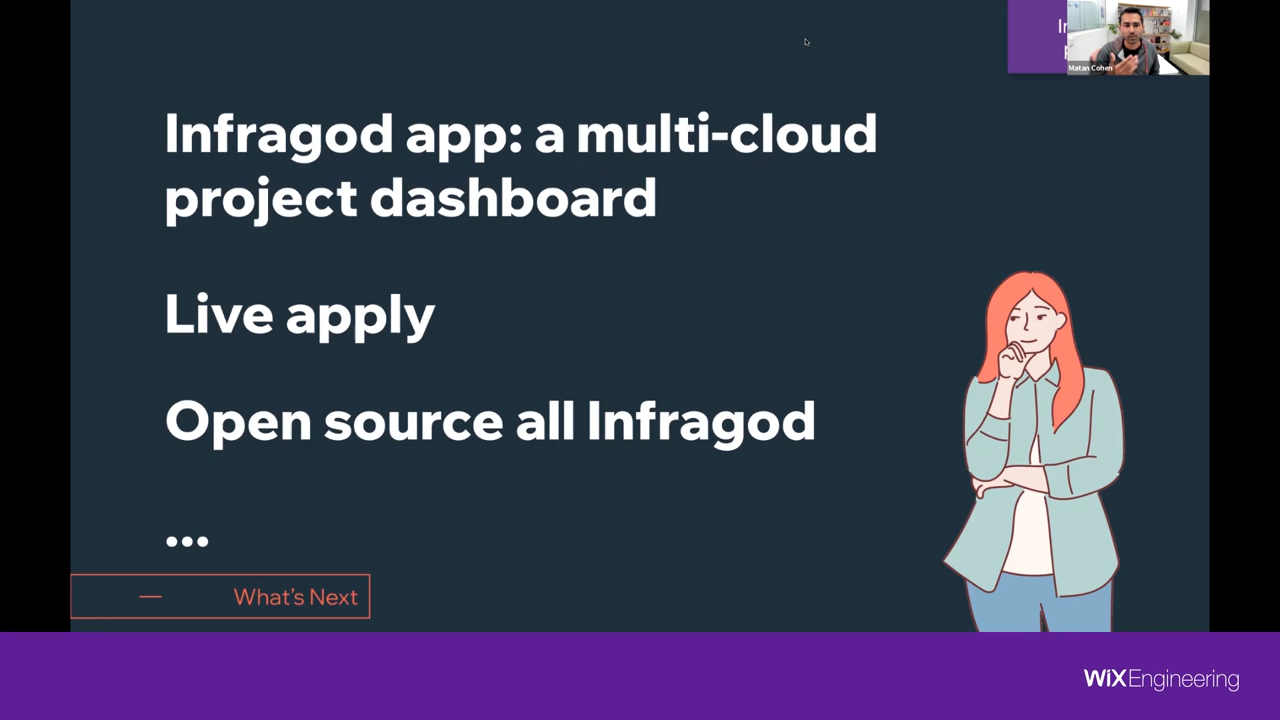 Matan Cohen
Infragod app: a multi-cloud
project dashboard
Live apply
Open source all Infragod
...
— What's Next
WiXEngineering